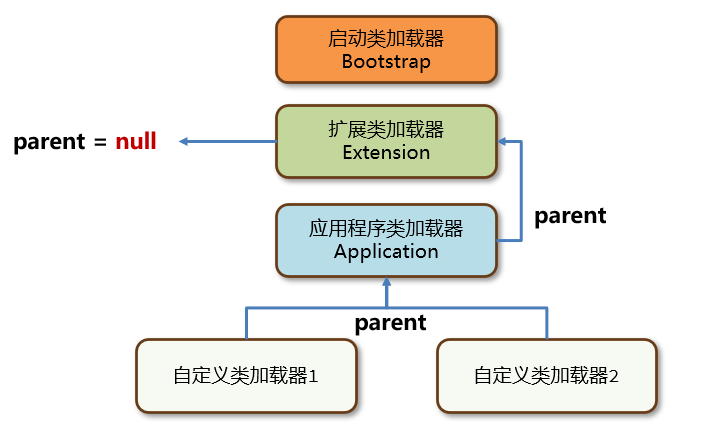 启动类加载器
Bootstrap
parent = null
扩展类加载器
Extension
parent
应用程序类加载器
Application
parent
自定义类加载器1
自定义类加载器2